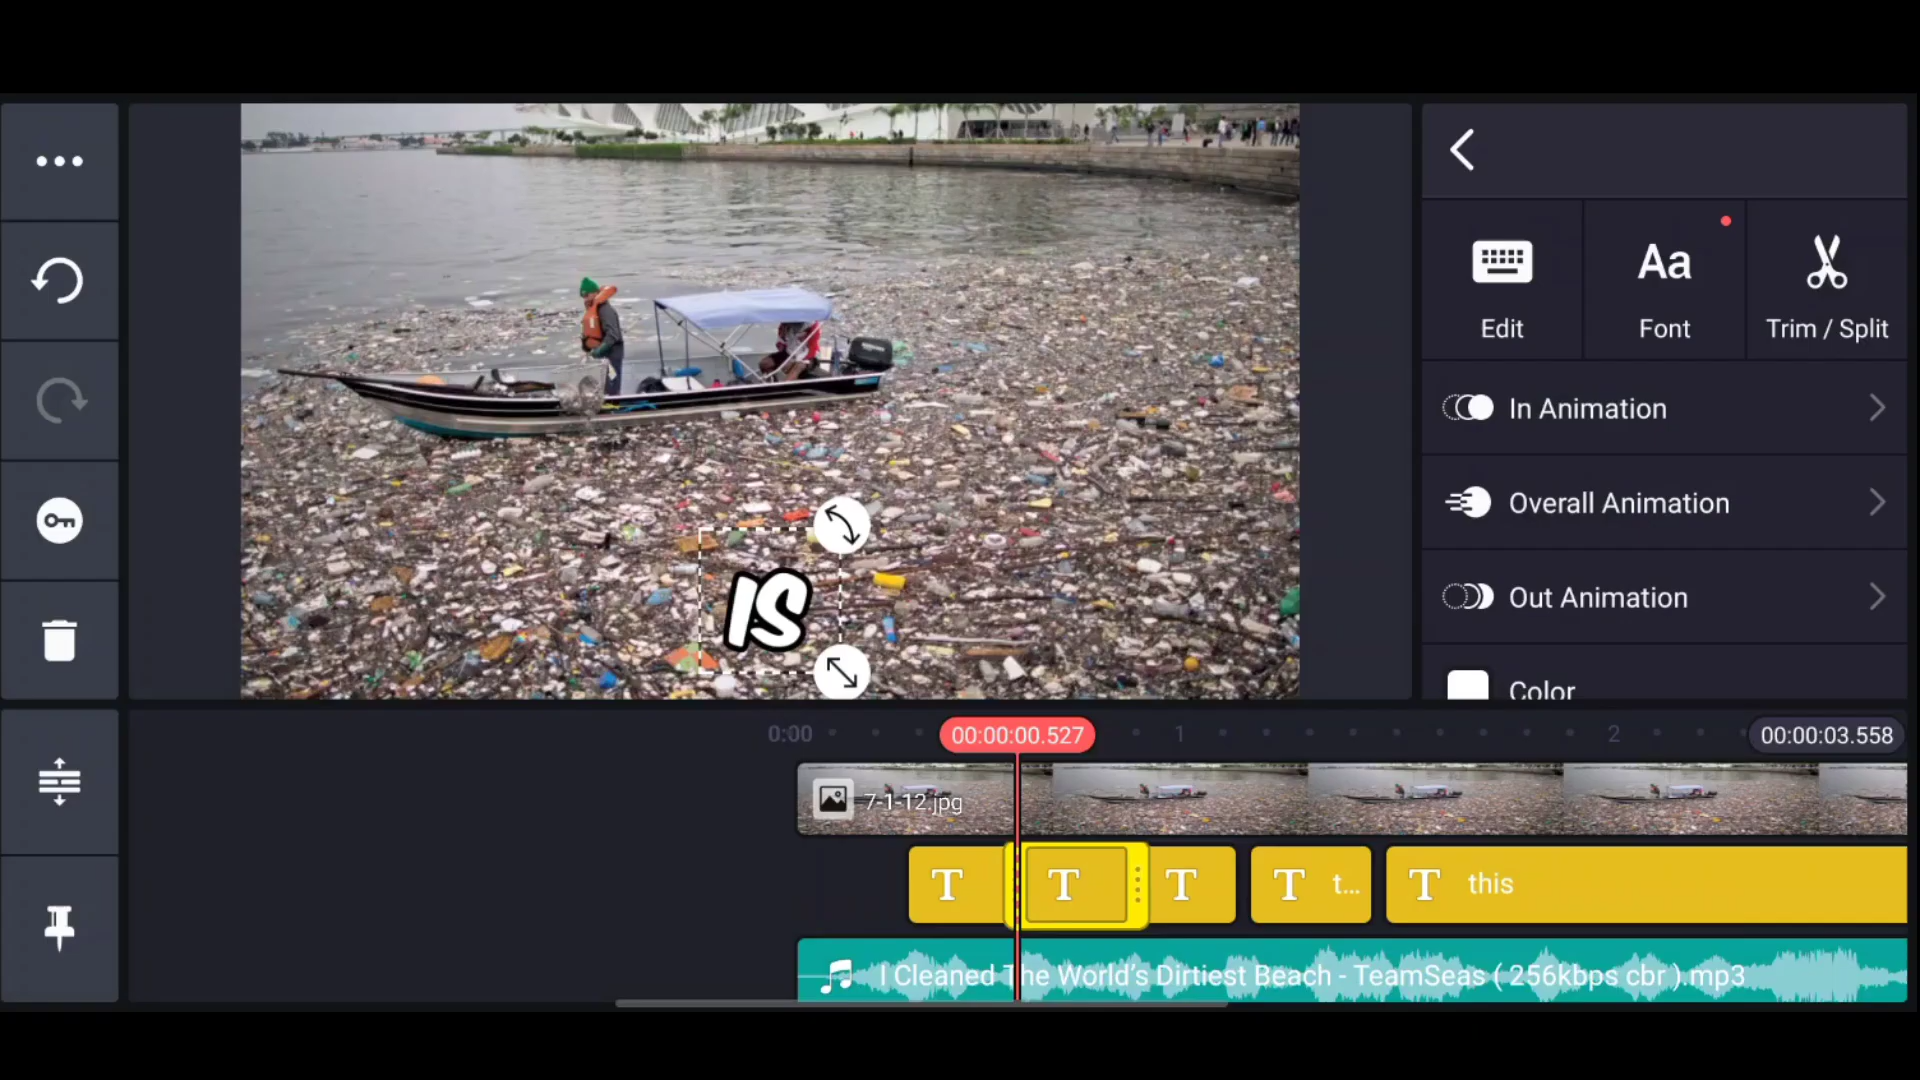 Edit
Font
Trim / Split
Aa
In Animation
Overall Animation
Out Animation
Color
IS
0:00
00:00:00.527
1
2
00:00:03.558
7-1-12.jpg
T
T
T
T t...
T this
I Cleaned The World's Dirtiest Beach - TeamSeas ( 256kbps cbr ).mp3